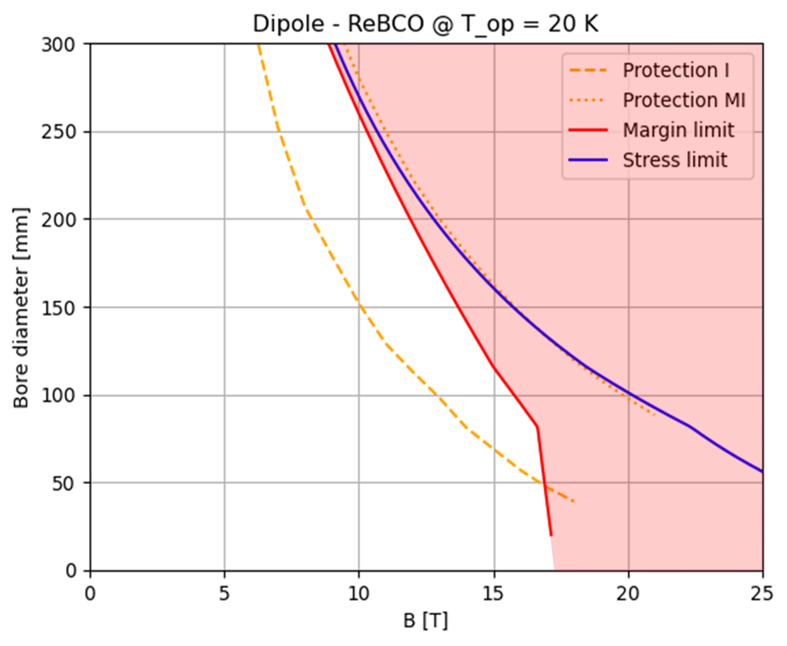 Dipole - ReBCO @ T_op = 20 K
300
250
200
150
100
50
0
Bore diameter [mm]
Protection I
Protection MI
Margin limit
Stress limit
0 5 10 15 20 25
B [T]